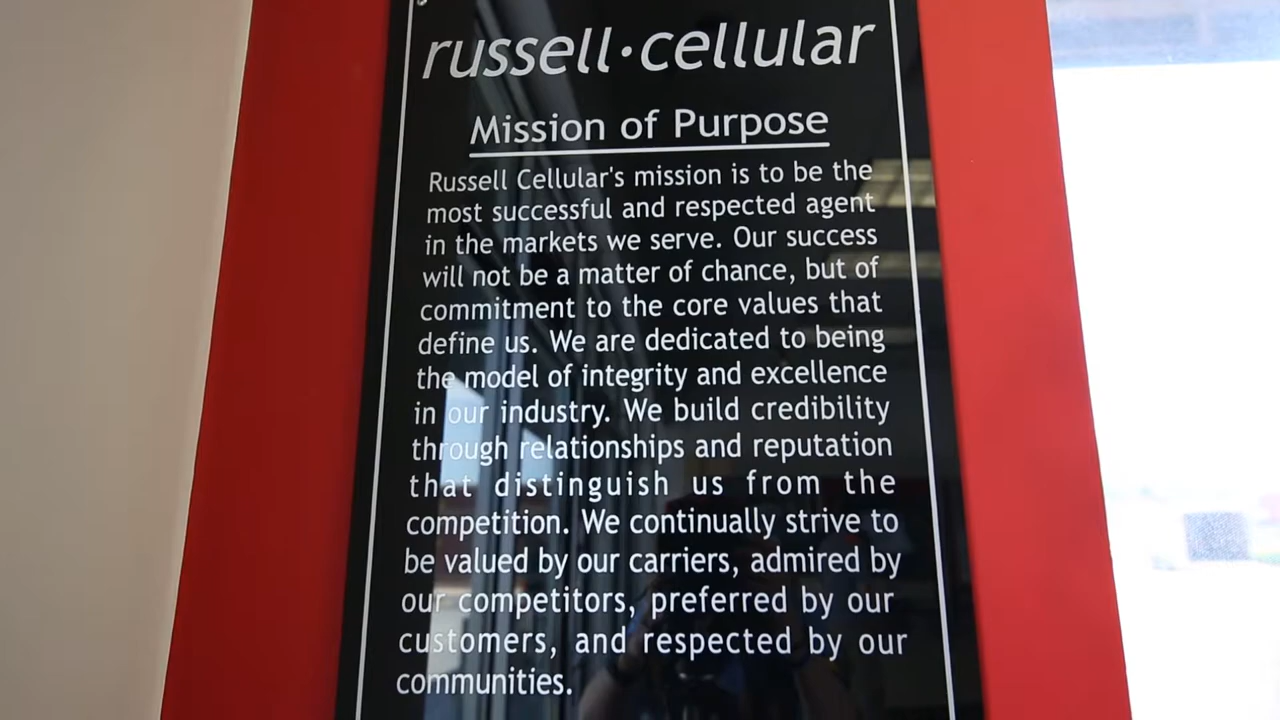 russell·cellular
Mission of Purpose
Russell Cellular's mission is to be the
most successful and respected agent
in the markets we serve. Our success
will not be a matter of chance, but of
commitment to the core values that
define us. We are dedicated to being
the model of integrity and excellence
in our industry. We build credibility
through relationships and reputation
that distinguish us from the
competition. We continually strive to
be valued by our carriers, admired by
our competitors, preferred by our
customers, and respected by our
communities.